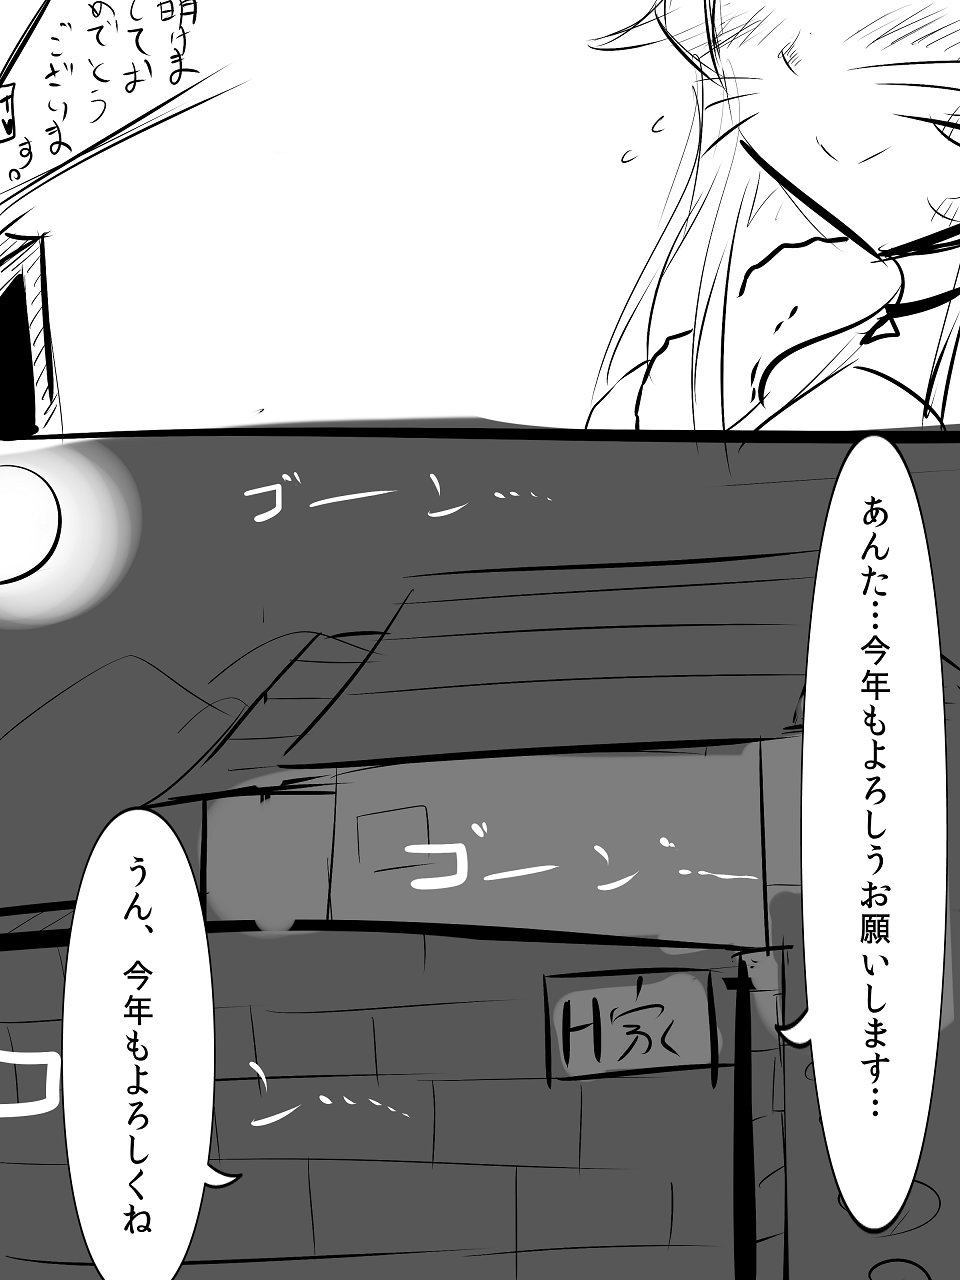 明けま
してお
めでとう
ございま
す。
ゴーン…
あんた…今年もよろしうお願いします…
ゴーン…
H家
うん、今年もよろしくね
ゴ
ン…